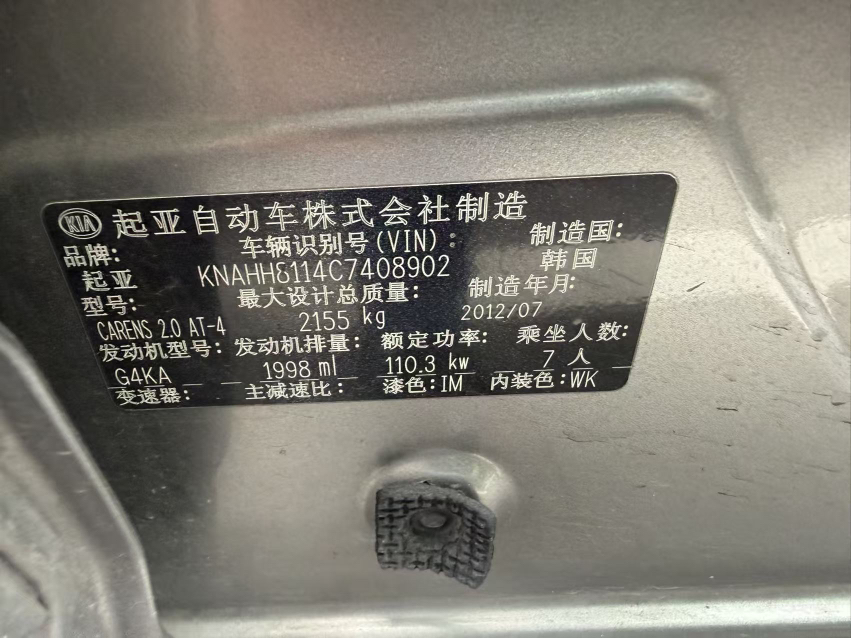 KIA 起亚自动车株式会社制造
品牌: 车辆识别号(VIN): 制造国:
起亚 KNAHH8114C7408902 韩国
型号: 最大设计总质量: 制造年月:
CARENS 2.0 AT-4 2155 kg 2012/07
发动机型号: 发动机排量: 额定功率: 乘坐人数:
G4KA 1998 ml 110.3 kw 7 人
变速器: 主减速比: 漆色:IM 内装色:WK